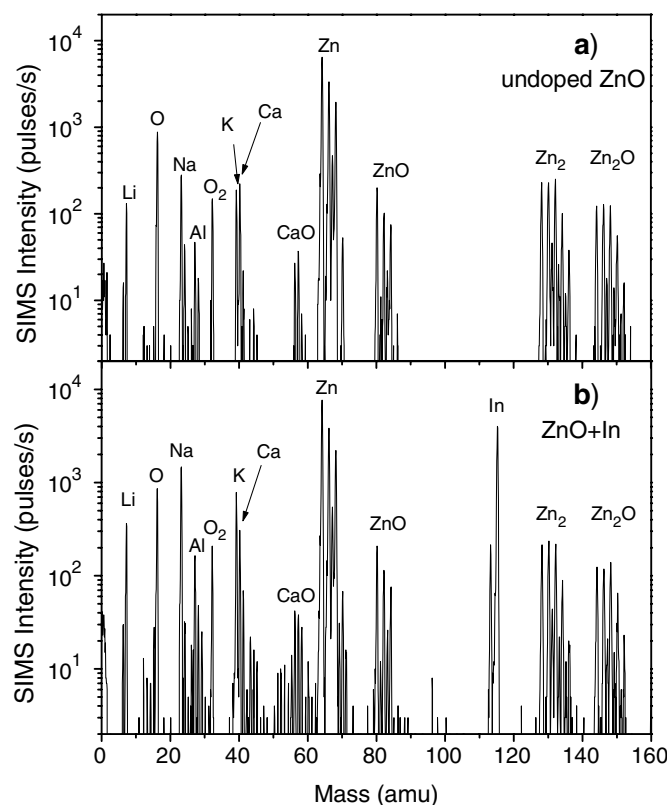 10⁴
10³
10²
10¹
SIMS Intensity (pulses/s)
a)
undoped ZnO
Li
O
Na
Al
O₂
K
Ca
CaO
Zn
ZnO
Zn₂
Zn₂O
10⁴
10³
10²
10¹
SIMS Intensity (pulses/s)
b)
ZnO+In
Li
O
Na
Al
O₂
K
Ca
CaO
Zn
ZnO
In
Zn₂
Zn₂O
0 20 40 60 80 100 120 140 160
Mass (amu)